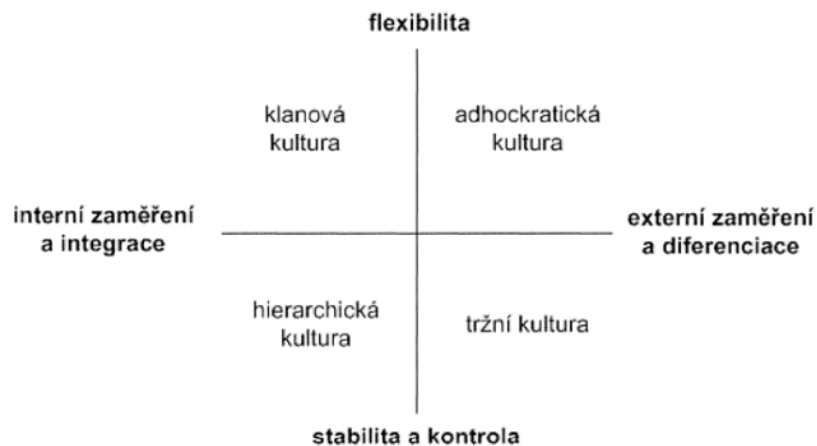 flexibilita
klanová
kultura
adhockratická
kultura
interní zaměření
a integrace
externí zaměření
a diferenciace
hierarchická
kultura
tržní kultura
stabilita a kontrola